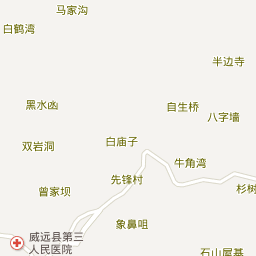 马家沟
白鹤湾
半边寺
黑水函
自生桥
八字墙
双岩洞
白庙子
牛角湾
先锋村
杉树
曾家坝
象鼻咀
威远县第三
人民医院
石山屋基